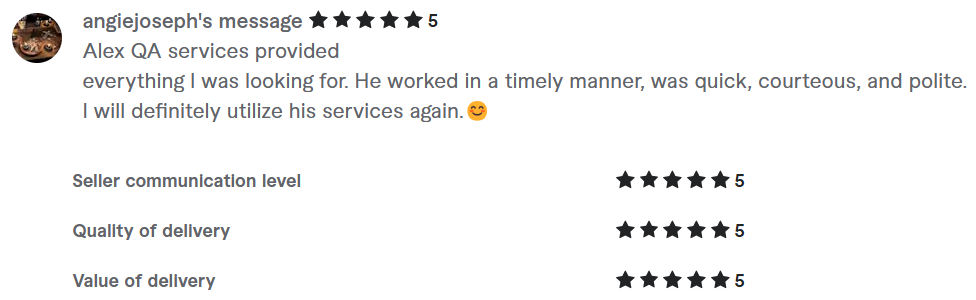 angiejoseph's message ★★★★★ 5
Alex QA services provided
everything I was looking for. He worked in a timely manner, was quick, courteous, and polite.
I will definitely utilize his services again.😊
Seller communication level ★★★★★ 5
Quality of delivery ★★★★★ 5
Value of delivery ★★★★★ 5